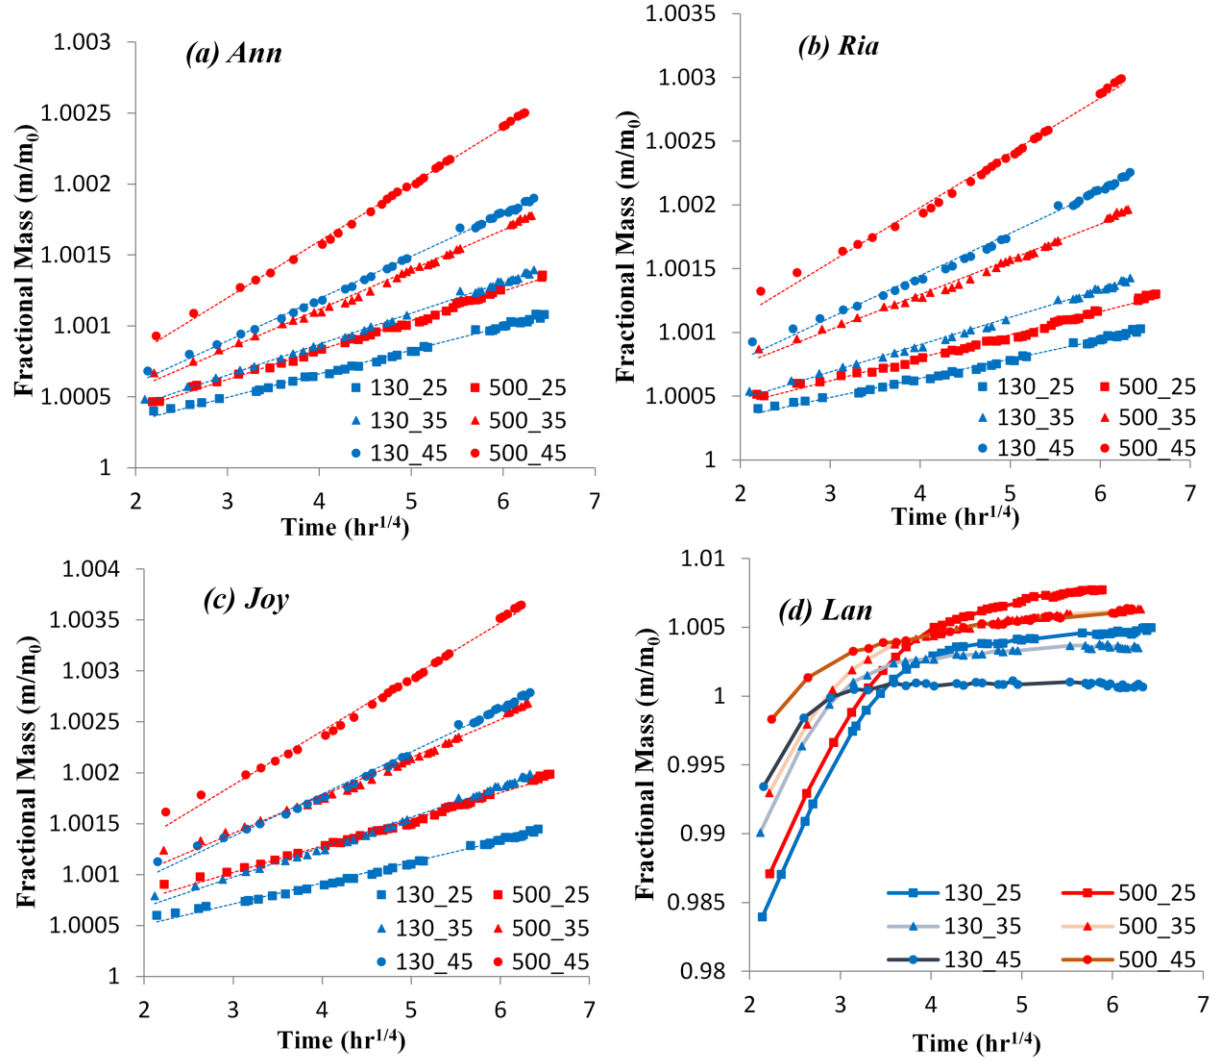 (a) Ann
Fractional Mass (m/m0)
1.003
1.0025
1.002
1.0015
1.001
1.0005
1
130_25 500_25
130_35 500_35
130_45 500_45
2 3 4 5 6 7
Time (hr1/4)
(b) Ria
Fractional Mass (m/m0)
1.0035
1.003
1.0025
1.002
1.0015
1.001
1.0005
1
130_25 500_25
130_35 500_35
130_45 500_45
2 3 4 5 6 7
Time (hr1/4)
(c) Joy
Fractional Mass (m/m0)
1.004
1.0035
1.003
1.0025
1.002
1.0015
1.001
1.0005
1
130_25 500_25
130_35 500_35
130_45 500_45
2 3 4 5 6 7
Time (hr1/4)
(d) Lan
Fractional Mass (m/m0)
1.01
1.005
1
0.995
0.99
0.985
0.98
130_25 500_25
130_35 500_35
130_45 500_45
2 3 4 5 6 7
Time (hr1/4)